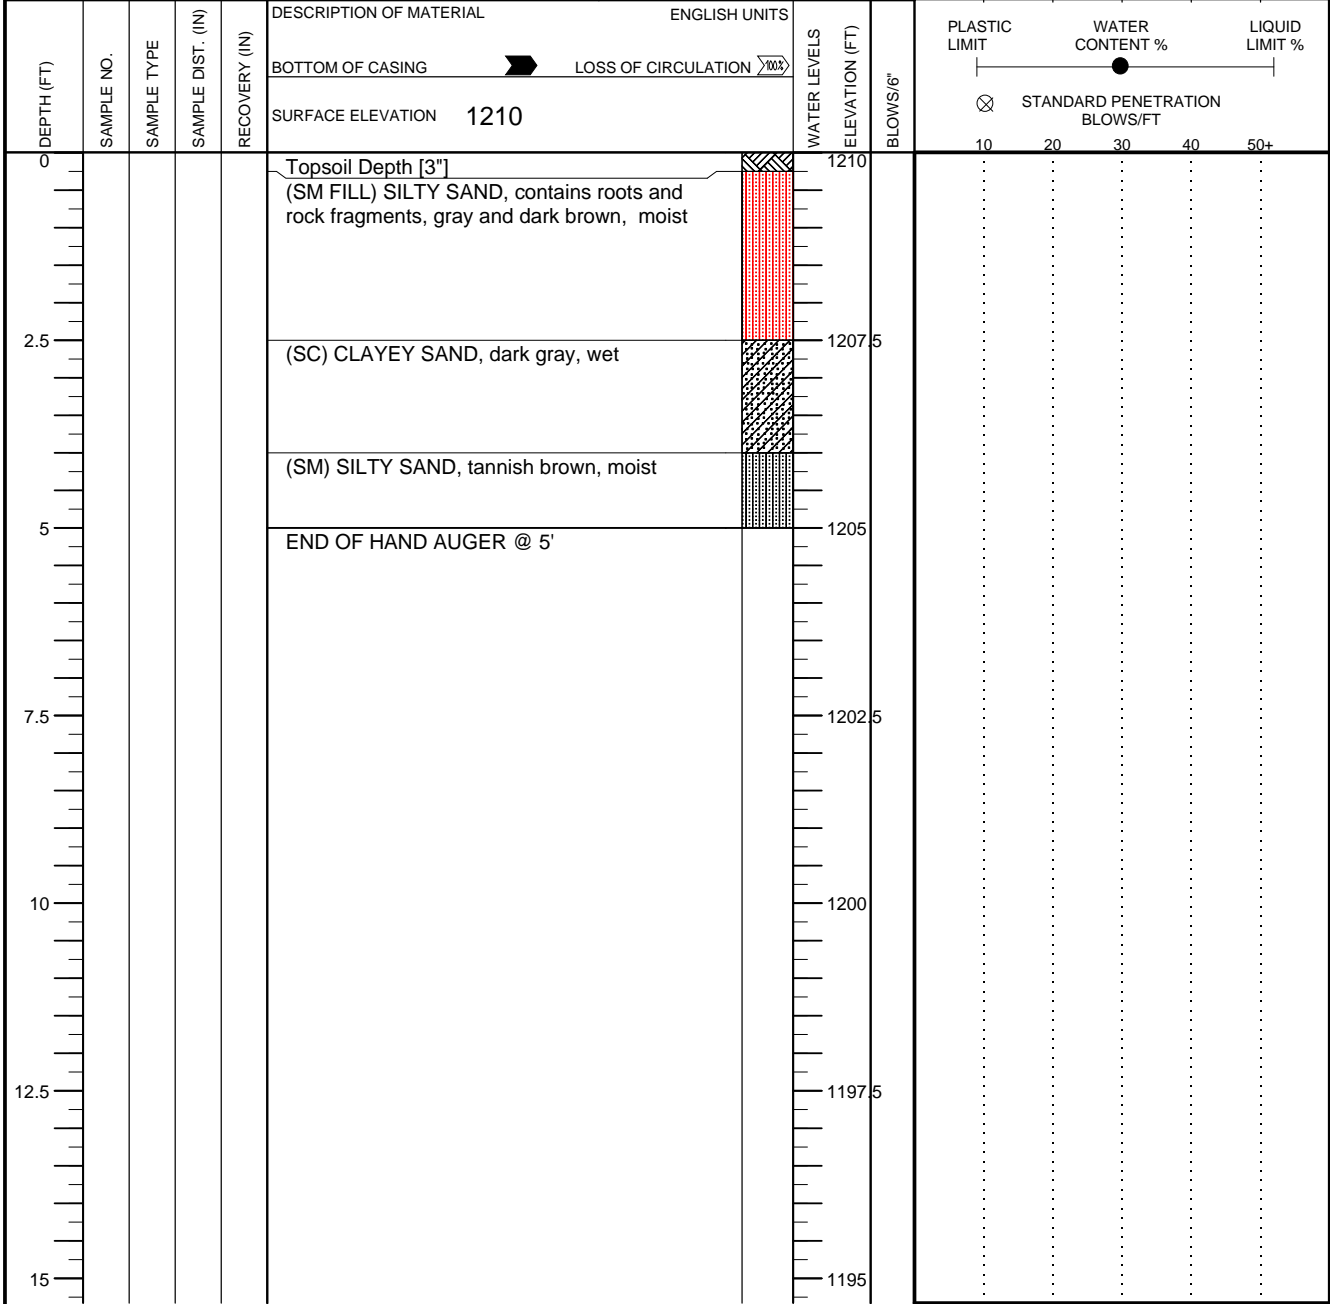 DEPTH (FT)
SAMPLE NO.
SAMPLE TYPE
SAMPLE DIST. (IN)
RECOVERY (IN)
DESCRIPTION OF MATERIAL ENGLISH UNITS
BOTTOM OF CASING LOSS OF CIRCULATION 100%
SURFACE ELEVATION 1210
WATER LEVELS
ELEVATION (FT)
BLOWS/6"
PLASTIC LIMIT
WATER CONTENT %
LIQUID LIMIT %
STANDARD PENETRATION
BLOWS/FT
10 20 30 40 50+
0 Topsoil Depth [3"] 1210
(SM FILL) SILTY SAND, contains roots and
rock fragments, gray and dark brown, moist
2.5 1207.5
(SC) CLAYEY SAND, dark gray, wet
(SM) SILTY SAND, tannish brown, moist
5 1205
END OF HAND AUGER @ 5'
7.5 1202.5
10 1200
12.5 1197.5
15 1195